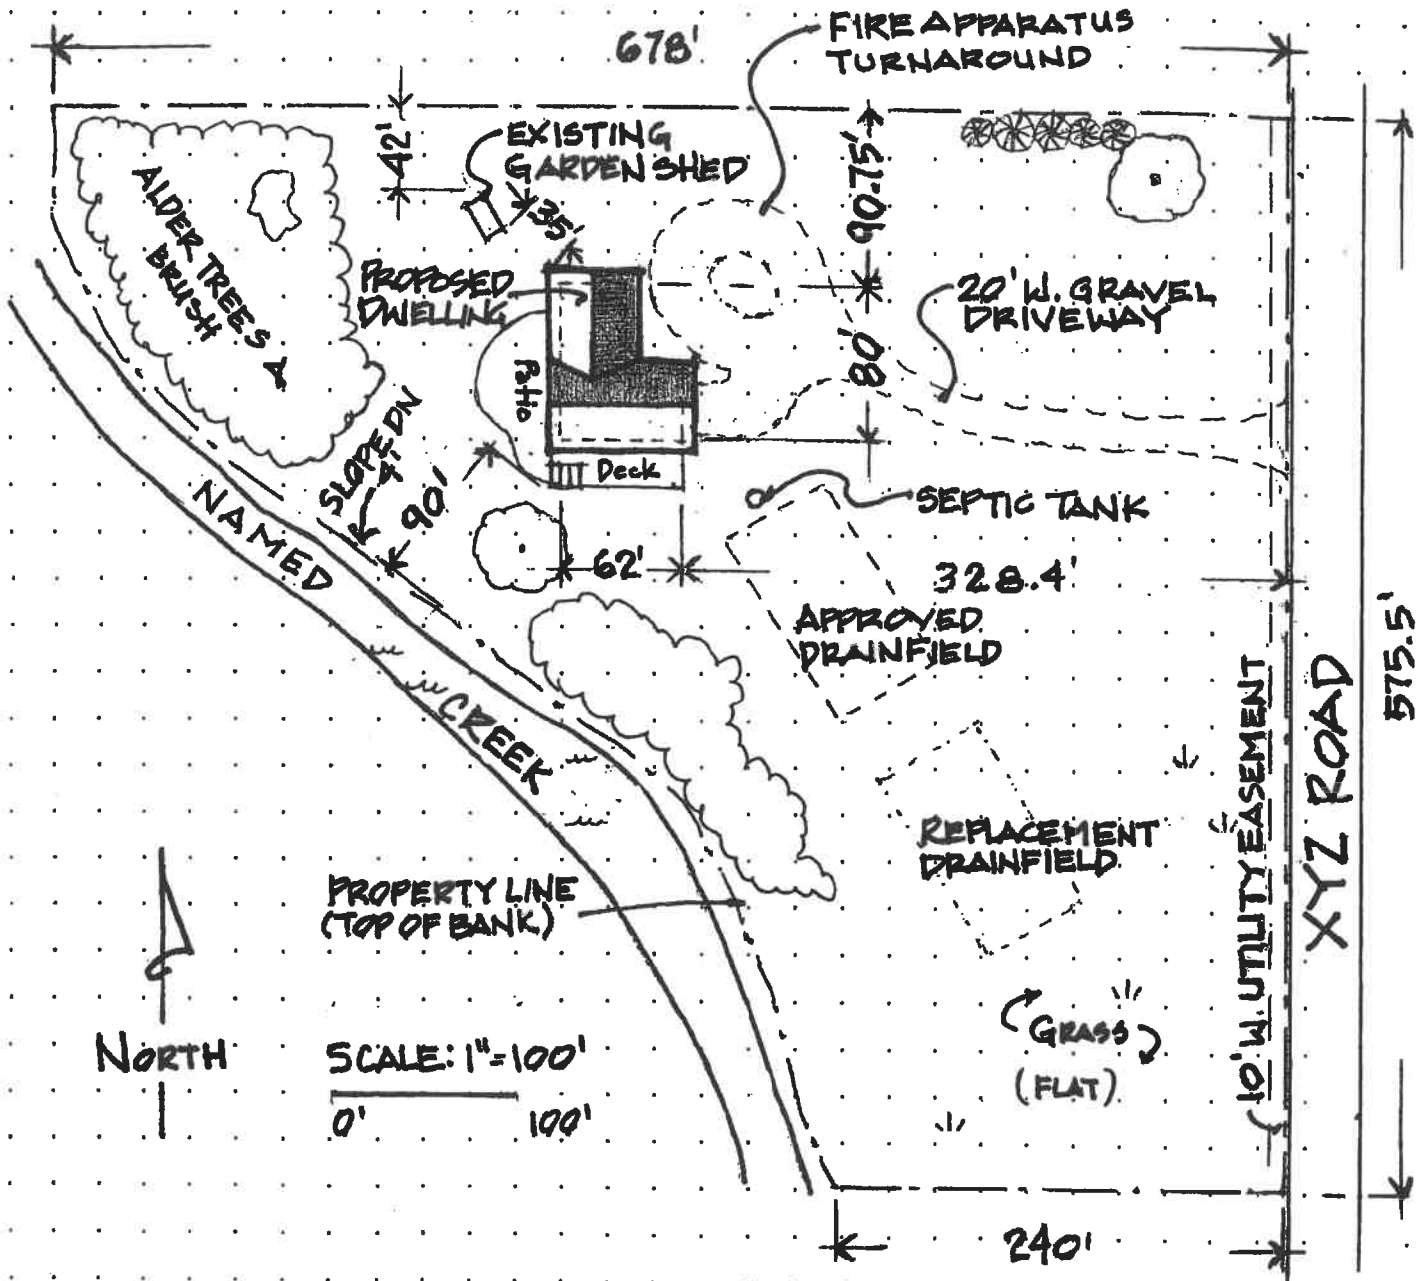 678'
FIRE APPARATUS
TURNAROUND
42'
EXISTING
GARDEN SHED
35'
90.75'
ALDER TREES &
BRUSH
PROPOSED
DWELLING
20' W. GRAVEL
DRIVEWAY
80'
Patio
SLOPE DN
4'
90'
Deck
SEPTIC TANK
NAMED
CREEK
62'
328.4'
APPROVED
DRAINFIELD
575.5'
REPLACEMENT
DRAINFIELD
10' W. UTILITY EASEMENT
XYZ ROAD
PROPERTY LINE
(TOP OF BANK)
NORTH
SCALE: 1"=100'
0' 100'
GRASS
(FLAT)
240'